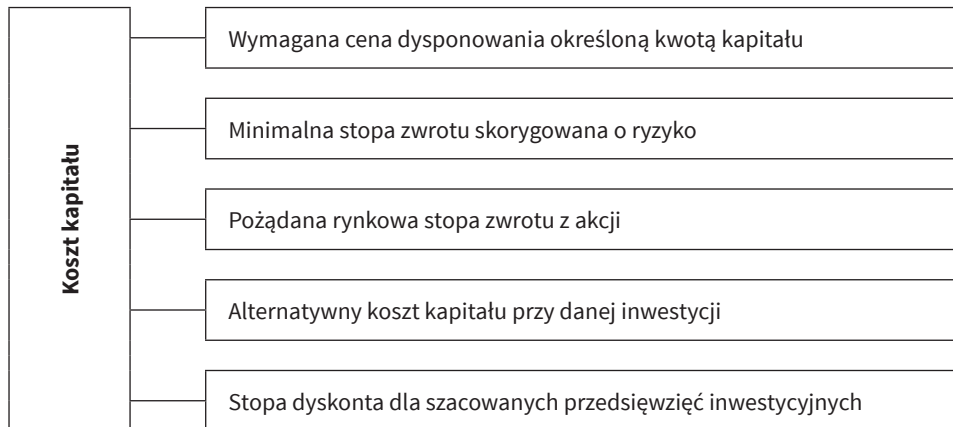 Koszt kapitału
Wymagana cena dysponowania określoną kwotą kapitału
Minimalna stopa zwrotu skorygowana o ryzyko
Pożądana rynkowa stopa zwrotu z akcji
Alternatywny koszt kapitału przy danej inwestycji
Stopa dyskonta dla szacowanych przedsięwzięć inwestycyjnych